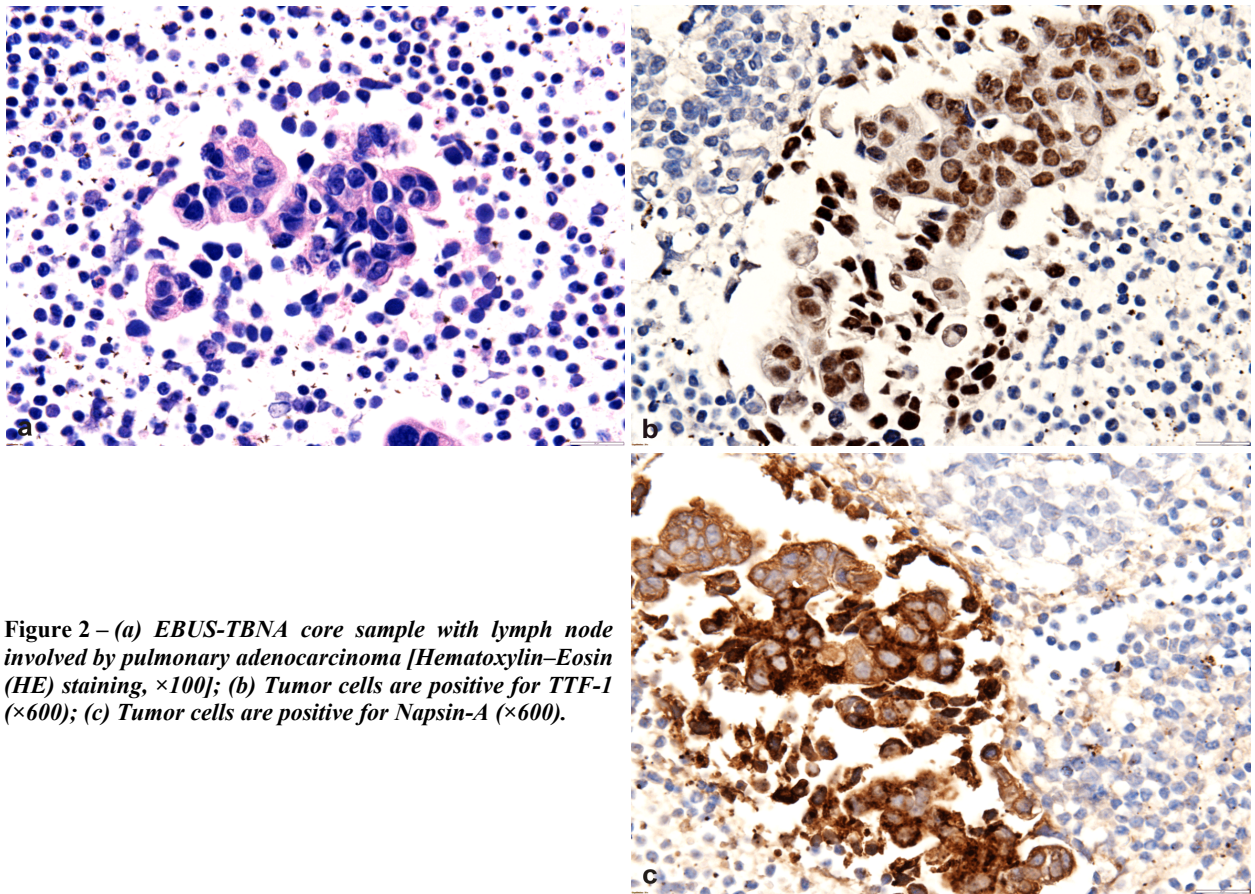 a
b
Figure 2 – (a) EBUS-TBNA core sample with lymph node
involved by pulmonary adenocarcinoma [Hematoxylin–Eosin
(HE) staining, ×100]; (b) Tumor cells are positive for TTF-1
(×600); (c) Tumor cells are positive for Napsin-A (×600).
c